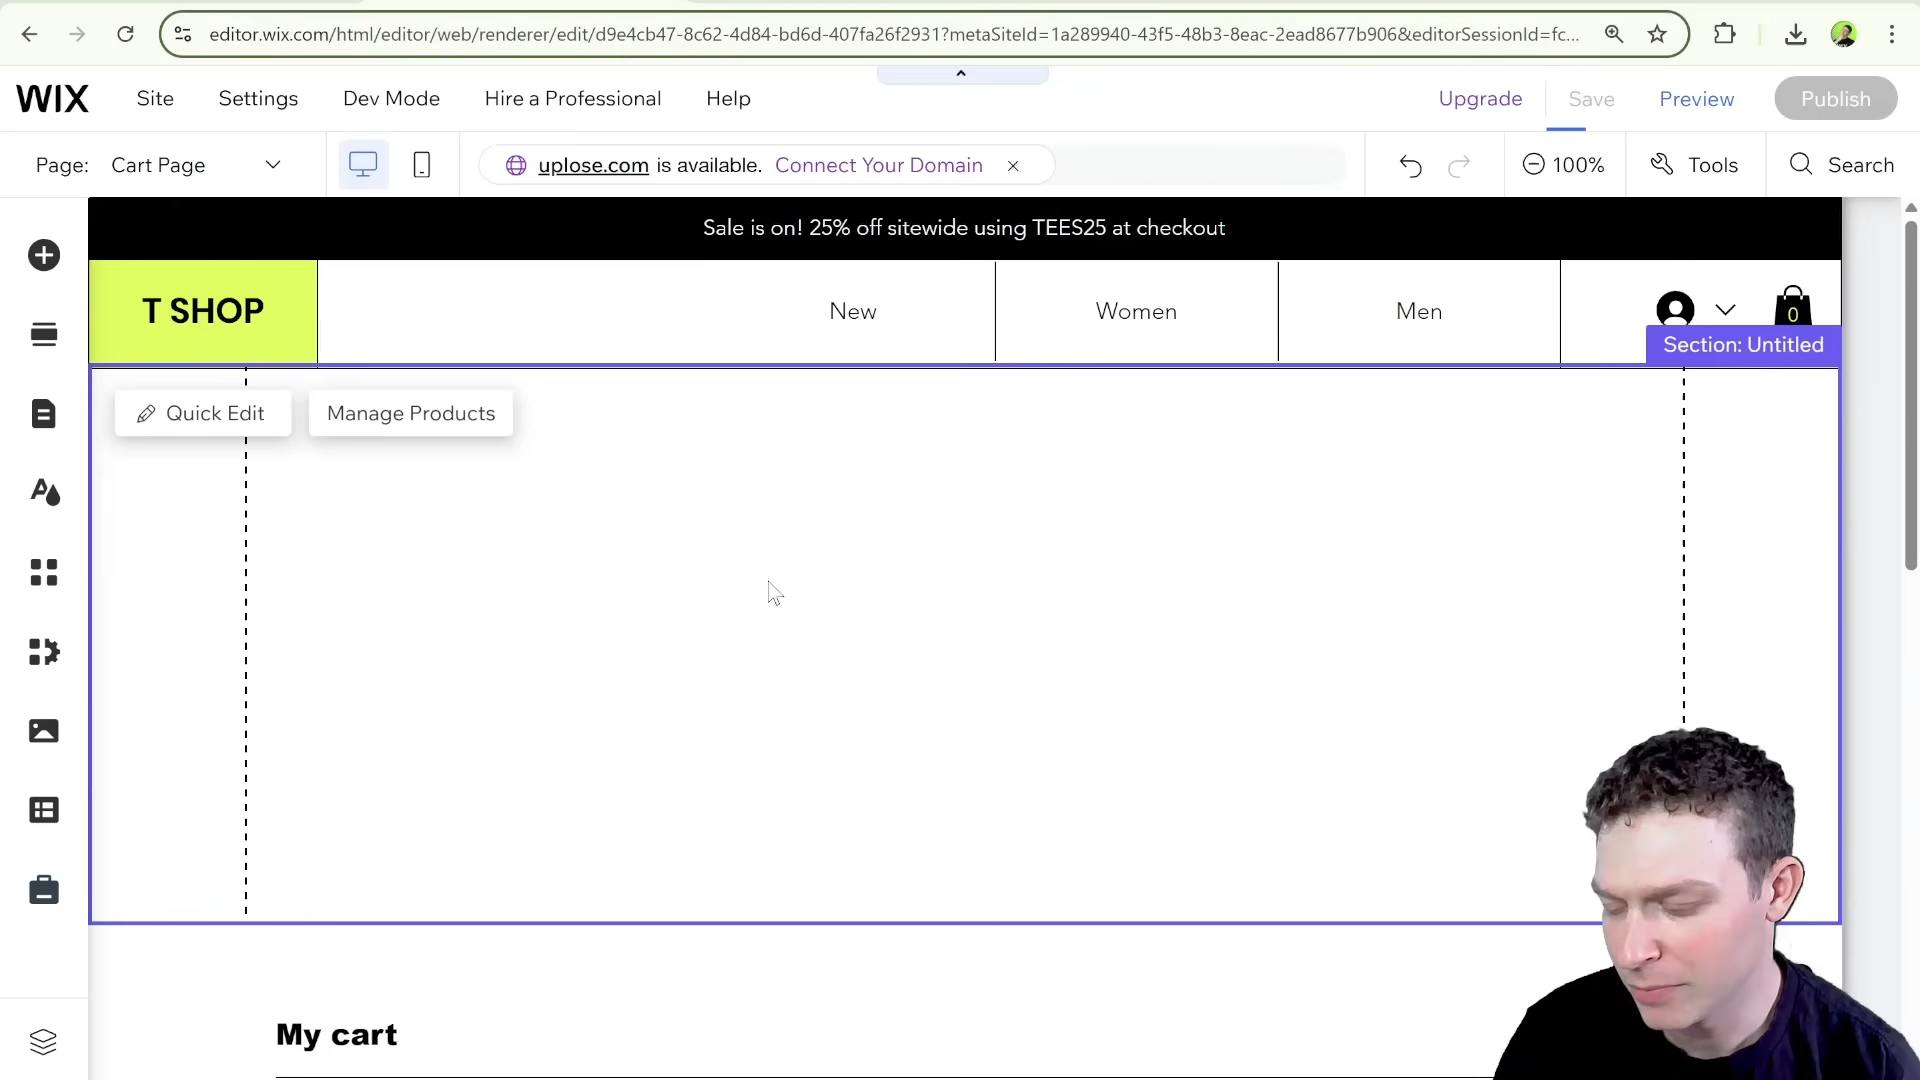 editor.wix.com/html/editor/web/renderer/edit/d9e4cb47-8c62-4d84-bd6d-407fa26f2931?metaSiteId=1a289940-43f5-48b3-8eac-2ead8677b906&editorSessionId=fc...
WIX Site Settings Dev Mode Hire a Professional Help Upgrade Save Preview Publish
Page: Cart Page uplose.com is available. Connect Your Domain 100% Tools Search
Sale is on! 25% off sitewide using TEES25 at checkout
T SHOP New Women Men 0
Section: Untitled
Quick Edit Manage Products
My cart